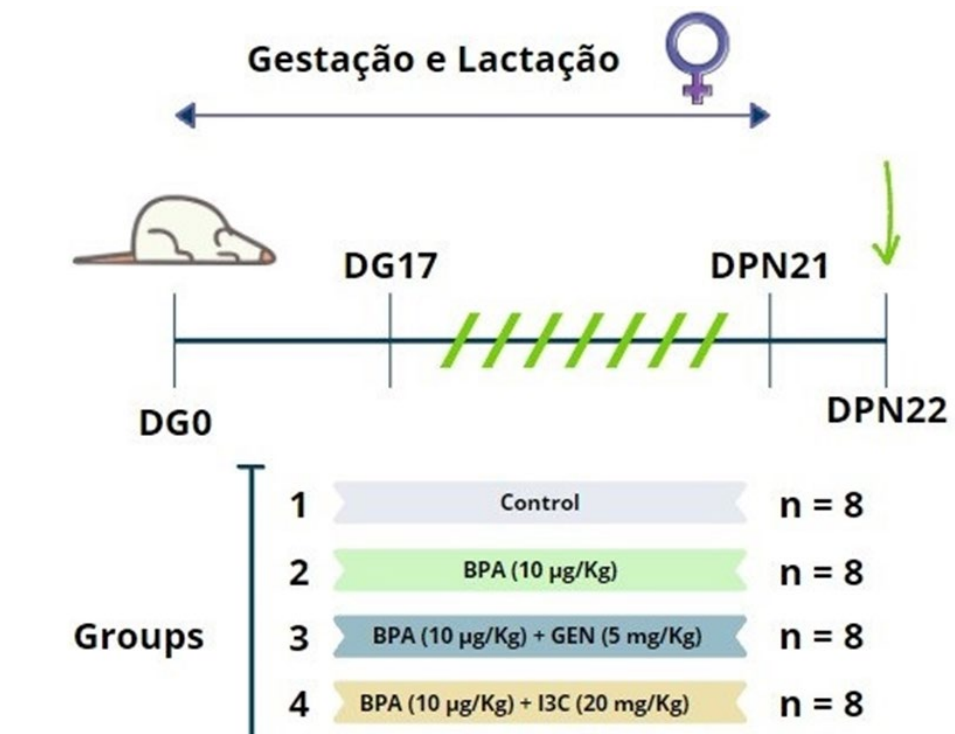 Gestação e Lactação
DG17
DPN21
DG0
DPN22
1 Control n = 8
2 BPA (10 µg/Kg) n = 8
Groups
3 BPA (10 µg/Kg) + GEN (5 mg/Kg) n = 8
4 BPA (10 µg/Kg) + I3C (20 mg/Kg) n = 8